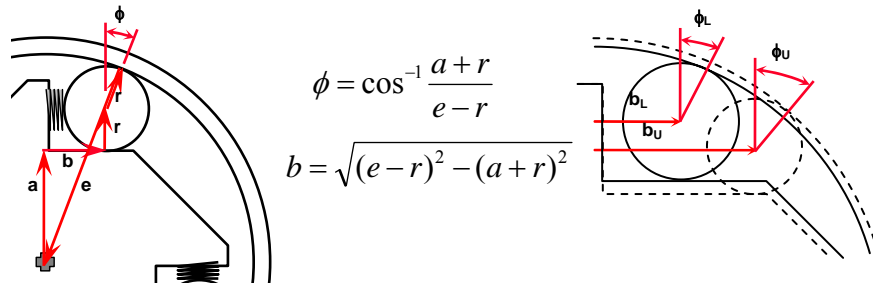 ϕ
r
r
b
a
e
ϕ = cos⁻¹ (a + r)/(e − r)
b = √((e − r)² − (a + r)²)
ϕL
ϕU
bL
bU